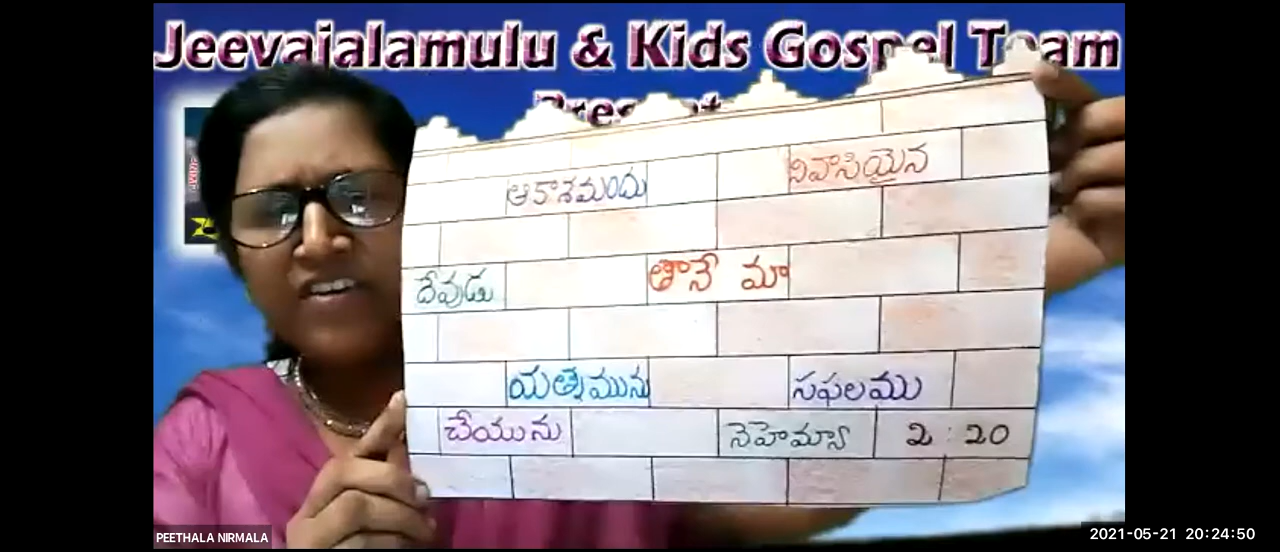 Jeevajalamulu & Kids Gospel Team
Present
ఆకాశమందు నివాసియైన
దేవుడు తానే మా
యత్నమును సఫలము
చేయును నెహెమ్యా 2:20
PEETHALA NIRMALA
2021-05-21 20:24:50